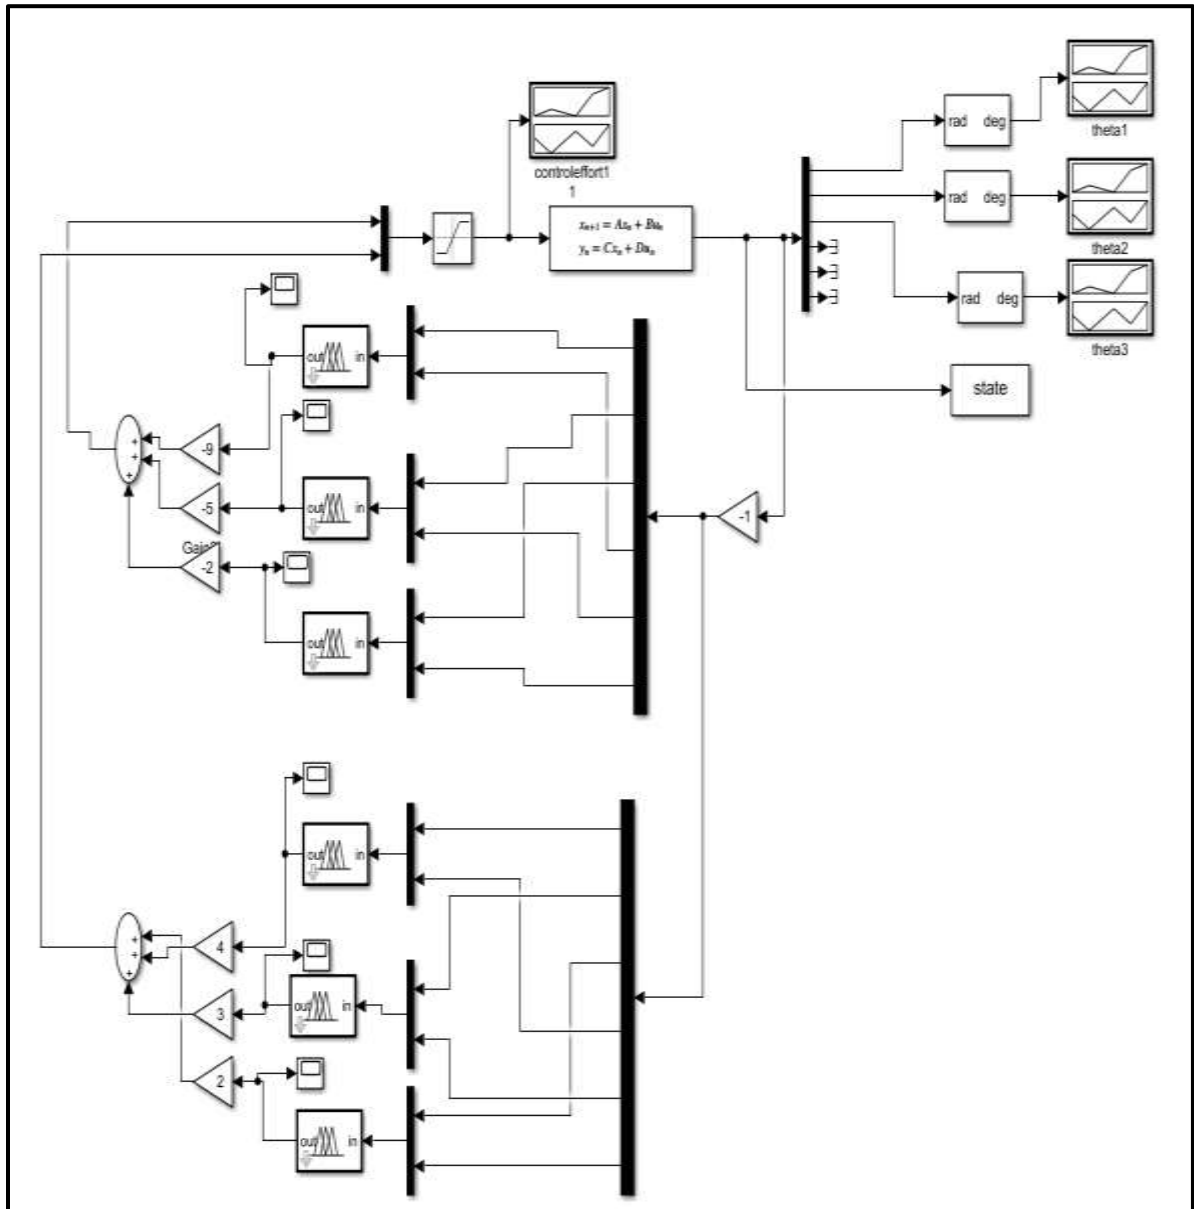 theta1
rad deg
controleffort1
1
rad deg
theta2
x_{n+1} = Ax_n + Bu_n
y_n = Cx_n + Du_n
rad deg
theta3
out in
state
+
+
+
-9
out in
-5
-1
Gain
-2
out in
out in
+
+
+
4
out in
3
2
out in